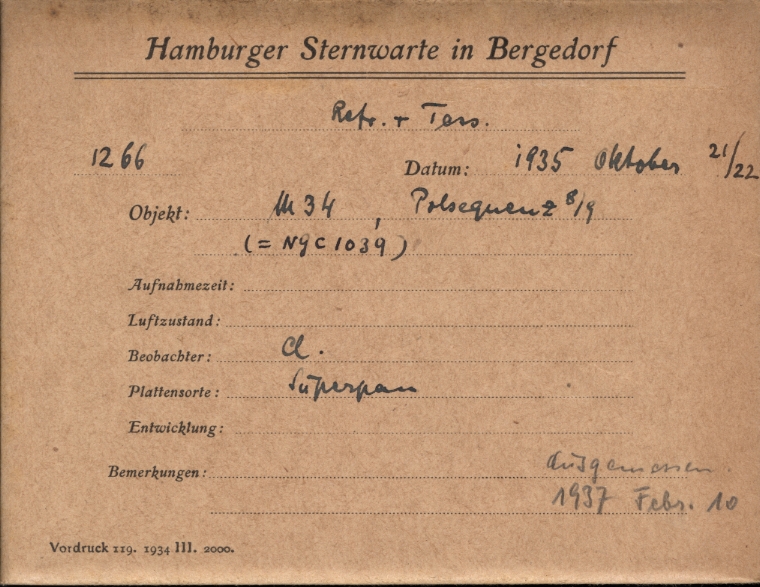 Hamburger Sternwarte in Bergedorf
Refr. + Tess.
1266 Datum: 1935 Oktober 21/22
Objekt: M 34, Polsequenz 8/9
(= NGC 1039)
Aufnahmezeit:
Luftzustand:
Beobachter: Cl.
Plattensorte: Superpan
Entwicklung:
Bemerkungen: Ausgemessen.
1937 Febr. 10
Vordruck 119. 1934 III. 2000.